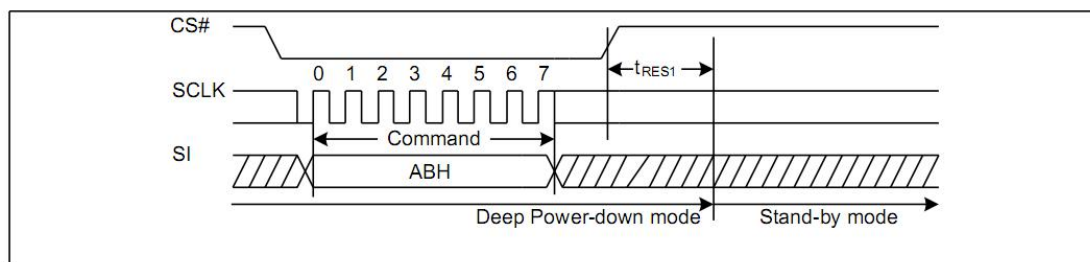 CS#
tRES1
0 1 2 3 4 5 6 7
SCLK
Command
SI
ABH
Deep Power-down mode
Stand-by mode